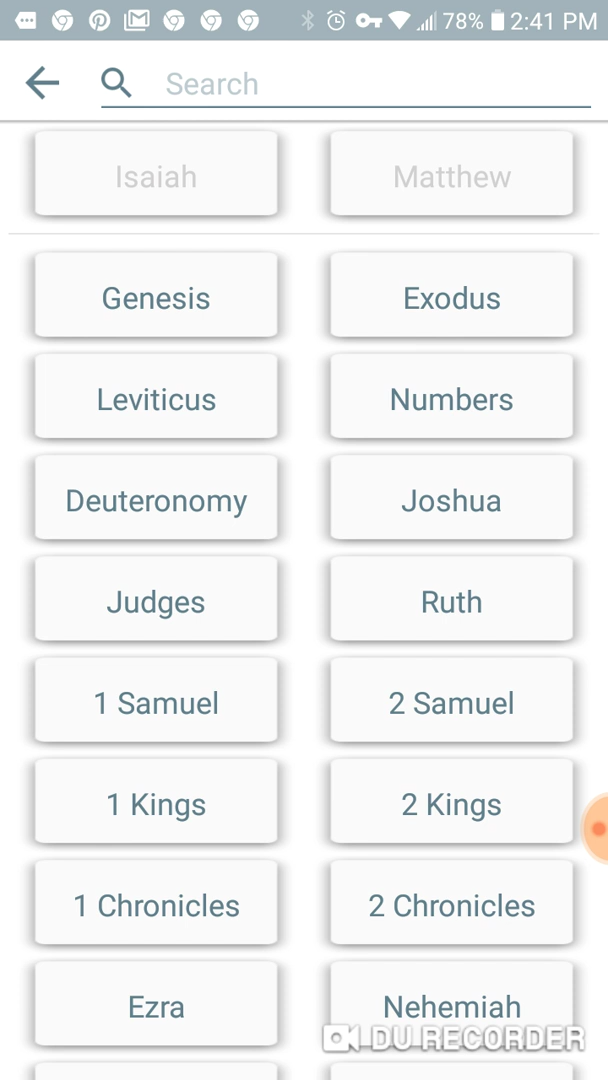 78% 2:41 PM
Search
Isaiah Matthew
Genesis Exodus
Leviticus Numbers
Deuteronomy Joshua
Judges Ruth
1 Samuel 2 Samuel
1 Kings 2 Kings
1 Chronicles 2 Chronicles
Ezra Nehemiah
DU RECORDER